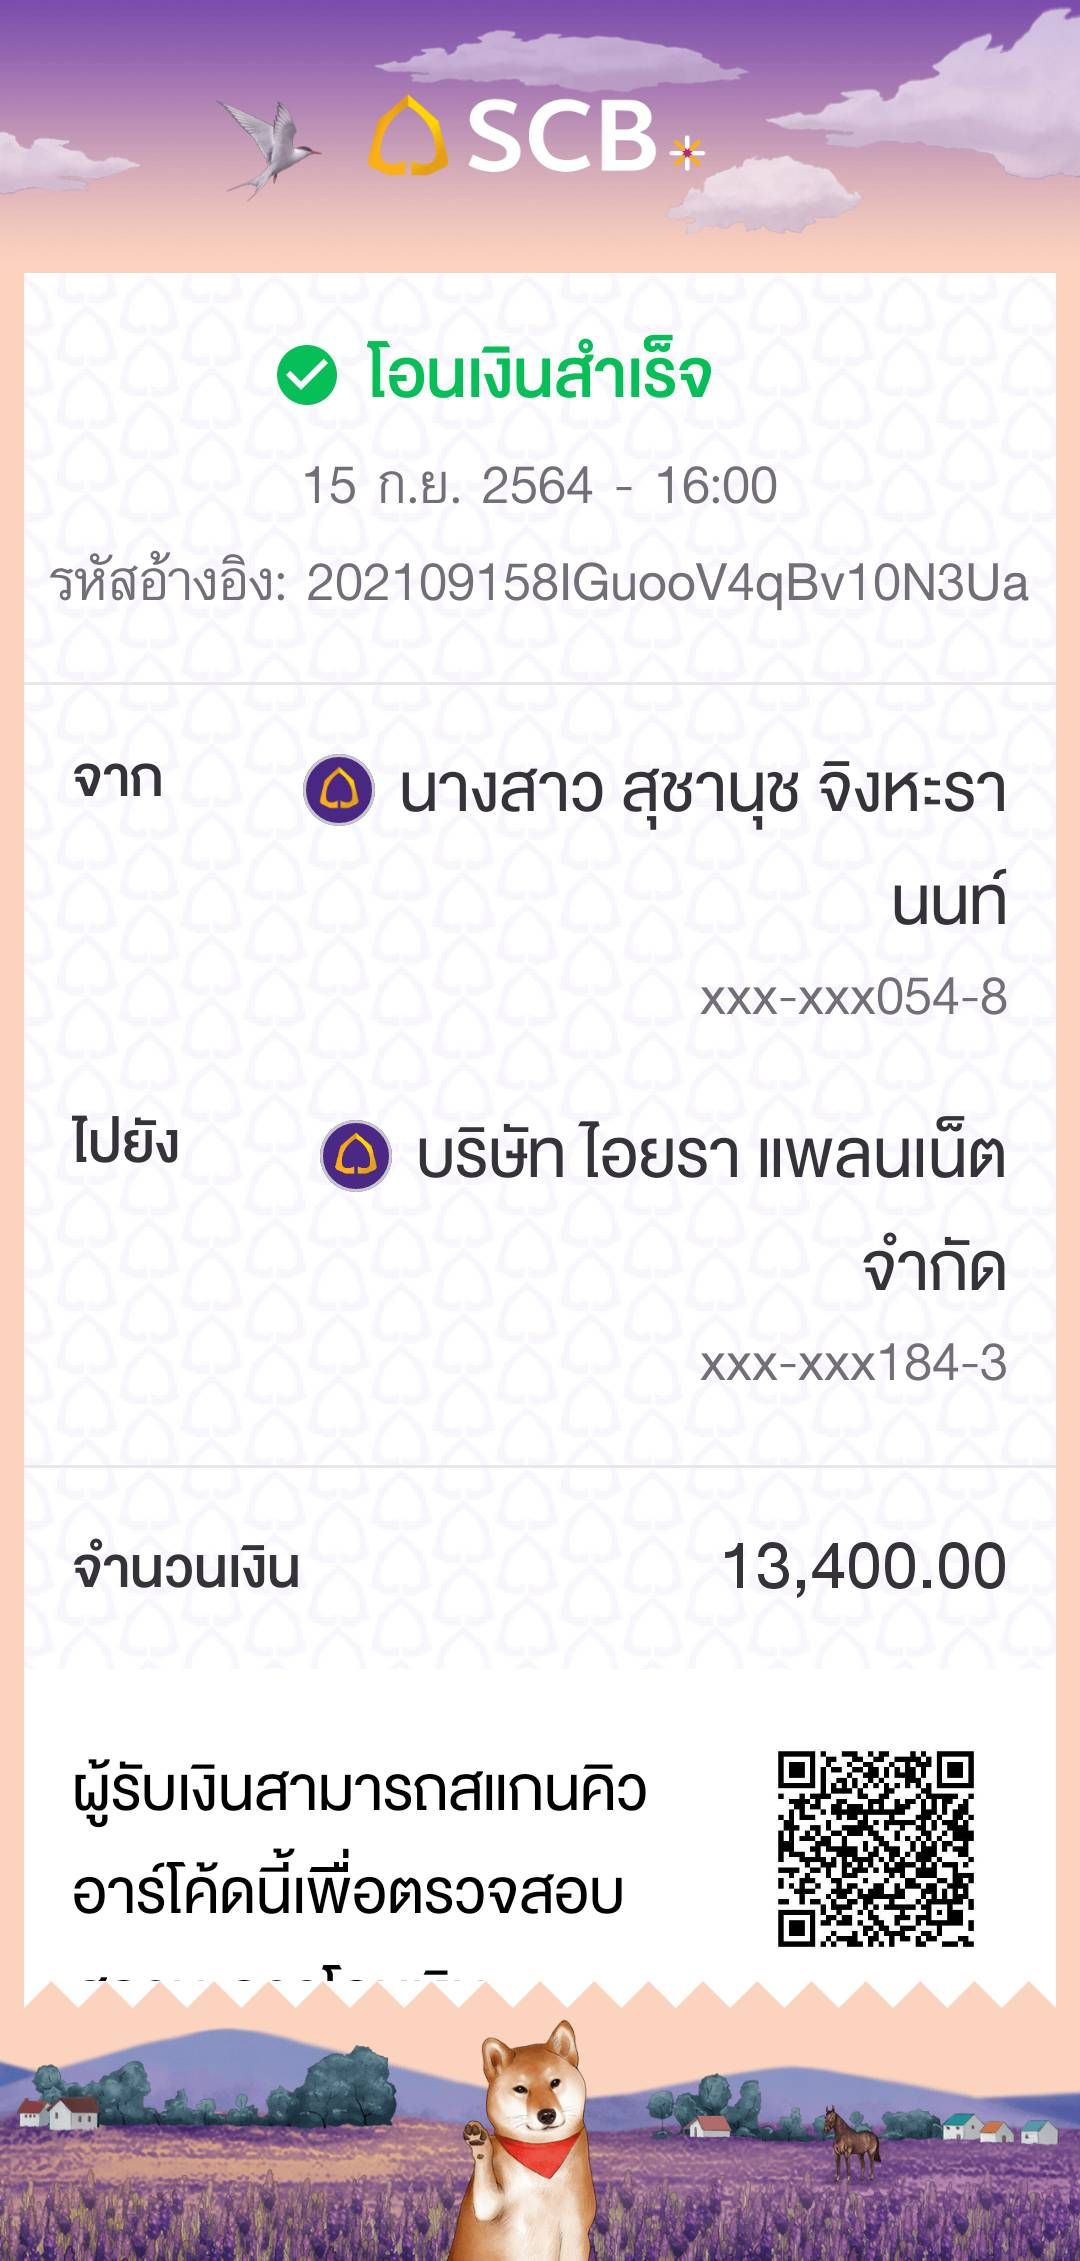 SCB
โอนเงินสำเร็จ
15 ก.ย. 2564 - 16:00
รหัสอ้างอิง: 202109158IGuooV4qBv10N3Ua
จาก นางสาว สุชานุช จิงหะรา
นนท์
xxx-xxx054-8
ไปยัง บริษัท ไอยรา แพลนเน็ต
จำกัด
xxx-xxx184-3
จำนวนเงิน 13,400.00
ผู้รับเงินสามารถสแกนคิว
อาร์โค้ดนี้เพื่อตรวจสอบ